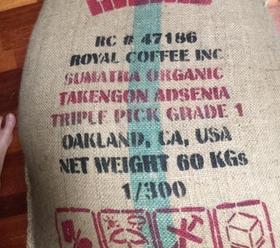 RC # 47186
ROYAL COFFEE INC
SUMATRA ORGANIC
TAKENGON ADSENIA
TRIPLE PICK GRADE 1
OAKLAND, CA, USA
NET WEIGHT 60 KGs
1/300